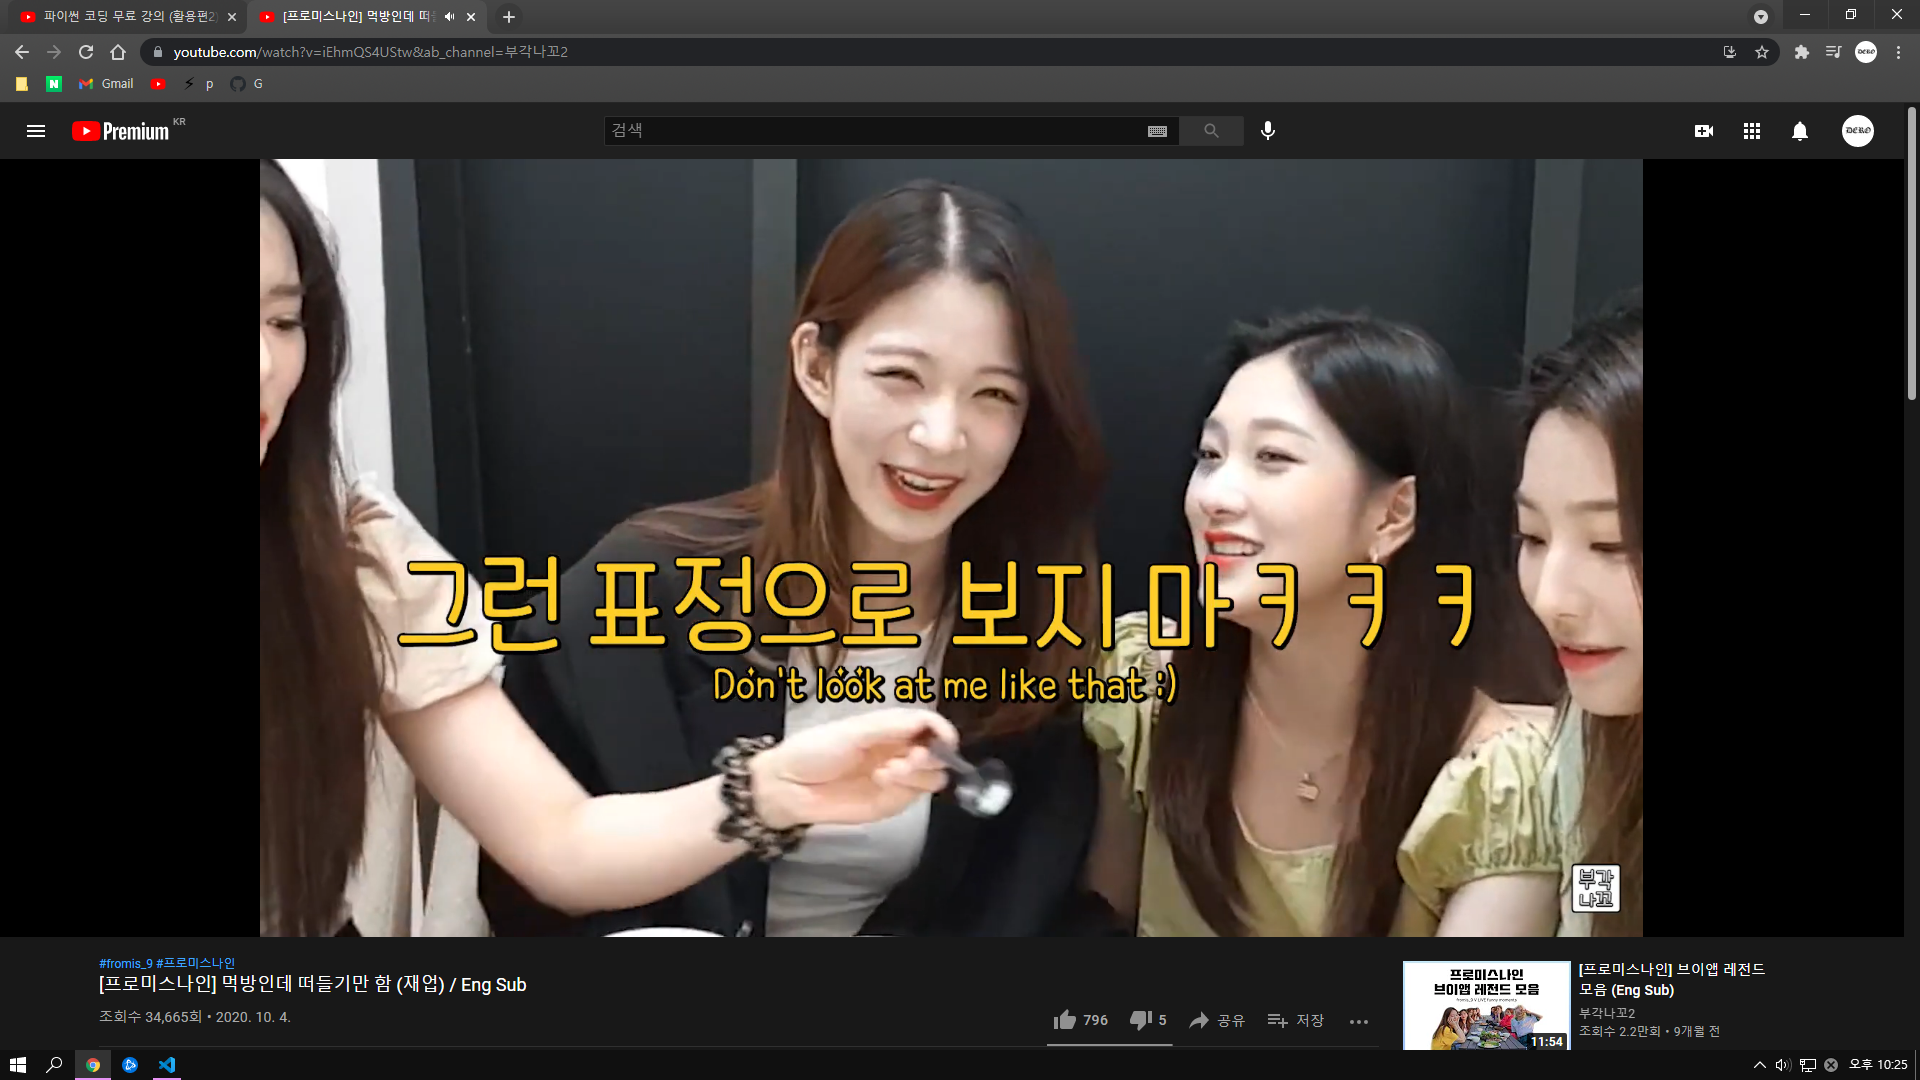 파이썬 코딩 무료 강의 (활용편2)
[프로미스나인] 먹방인데 떠들
youtube.com/watch?v=iEhmQS4UStw&ab_channel=부각나꼬2
N Gmail p G
Premium KR
검색
DERO
그런 표정으로 보지 마 ㅋ ㅋ ㅋ
Don't look at me like that :)
부각
나꼬
#fromis_9 #프로미스나인
[프로미스나인] 먹방인데 떠들기만 함 (재업) / Eng Sub
조회수 34,665회 • 2020. 10. 4.
796 5 공유 저장
프로미스나인
브이앱 레전드 모음
fromis_9 V LIVE funny moments
11:54
[프로미스나인] 브이앱 레전드
모음 (Eng Sub)
부각나꼬2
조회수 2.2만회 • 9개월 전
오후 10:25